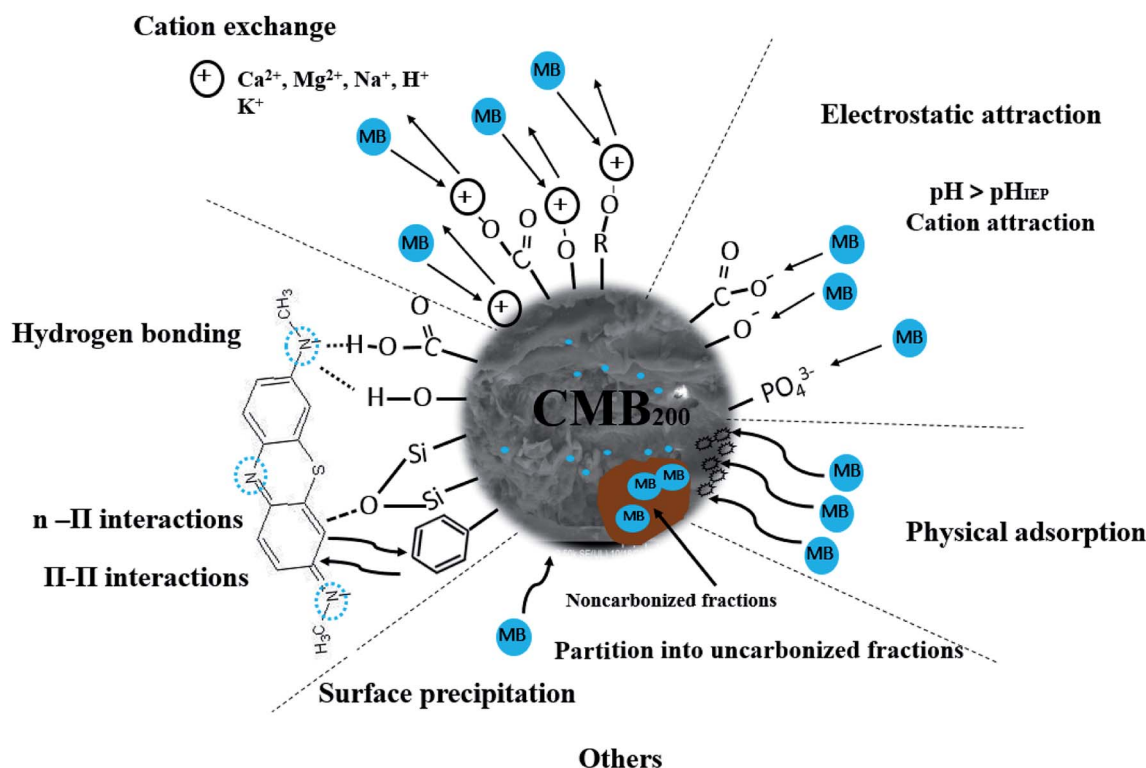 Cation exchange
+ Ca²⁺, Mg²⁺, Na⁺, H⁺
K⁺
MB
MB
MB
MB
+
+
+
+
O
O
C
O
O
R
Electrostatic attraction
pH > pHIEP
Cation attraction
O
C
O⁻
MB
O⁻
MB
PO₄³⁻
MB
Hydrogen bonding
CH₃
N
H-O
C
O
H-O
N
S
Si
O
Si
N
H₃C
n –Π interactions
Π-Π interactions
CMB₂₀₀
MB
MB
MB
Noncarbonized fractions
Partition into uncarbonized fractions
MB
MB
MB
Physical adsorption
MB
Surface precipitation
Others